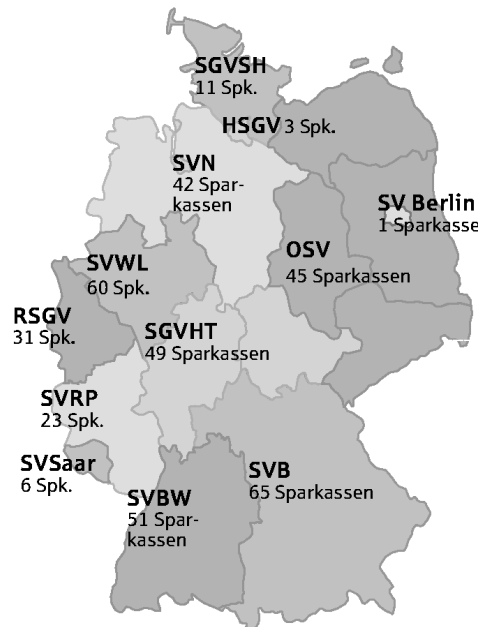 SGVSH
11 Spk.
HSGV 3 Spk.
SVN
42 Spar-
kassen
SV Berlin
1 Sparkasse
OSV
45 Sparkassen
SVWL
60 Spk.
RSGV
31 Spk.
SGVHT
49 Sparkassen
SVRP
23 Spk.
SVSaar
6 Spk.
SVB
65 Sparkassen
SVBW
51 Spar-
kassen